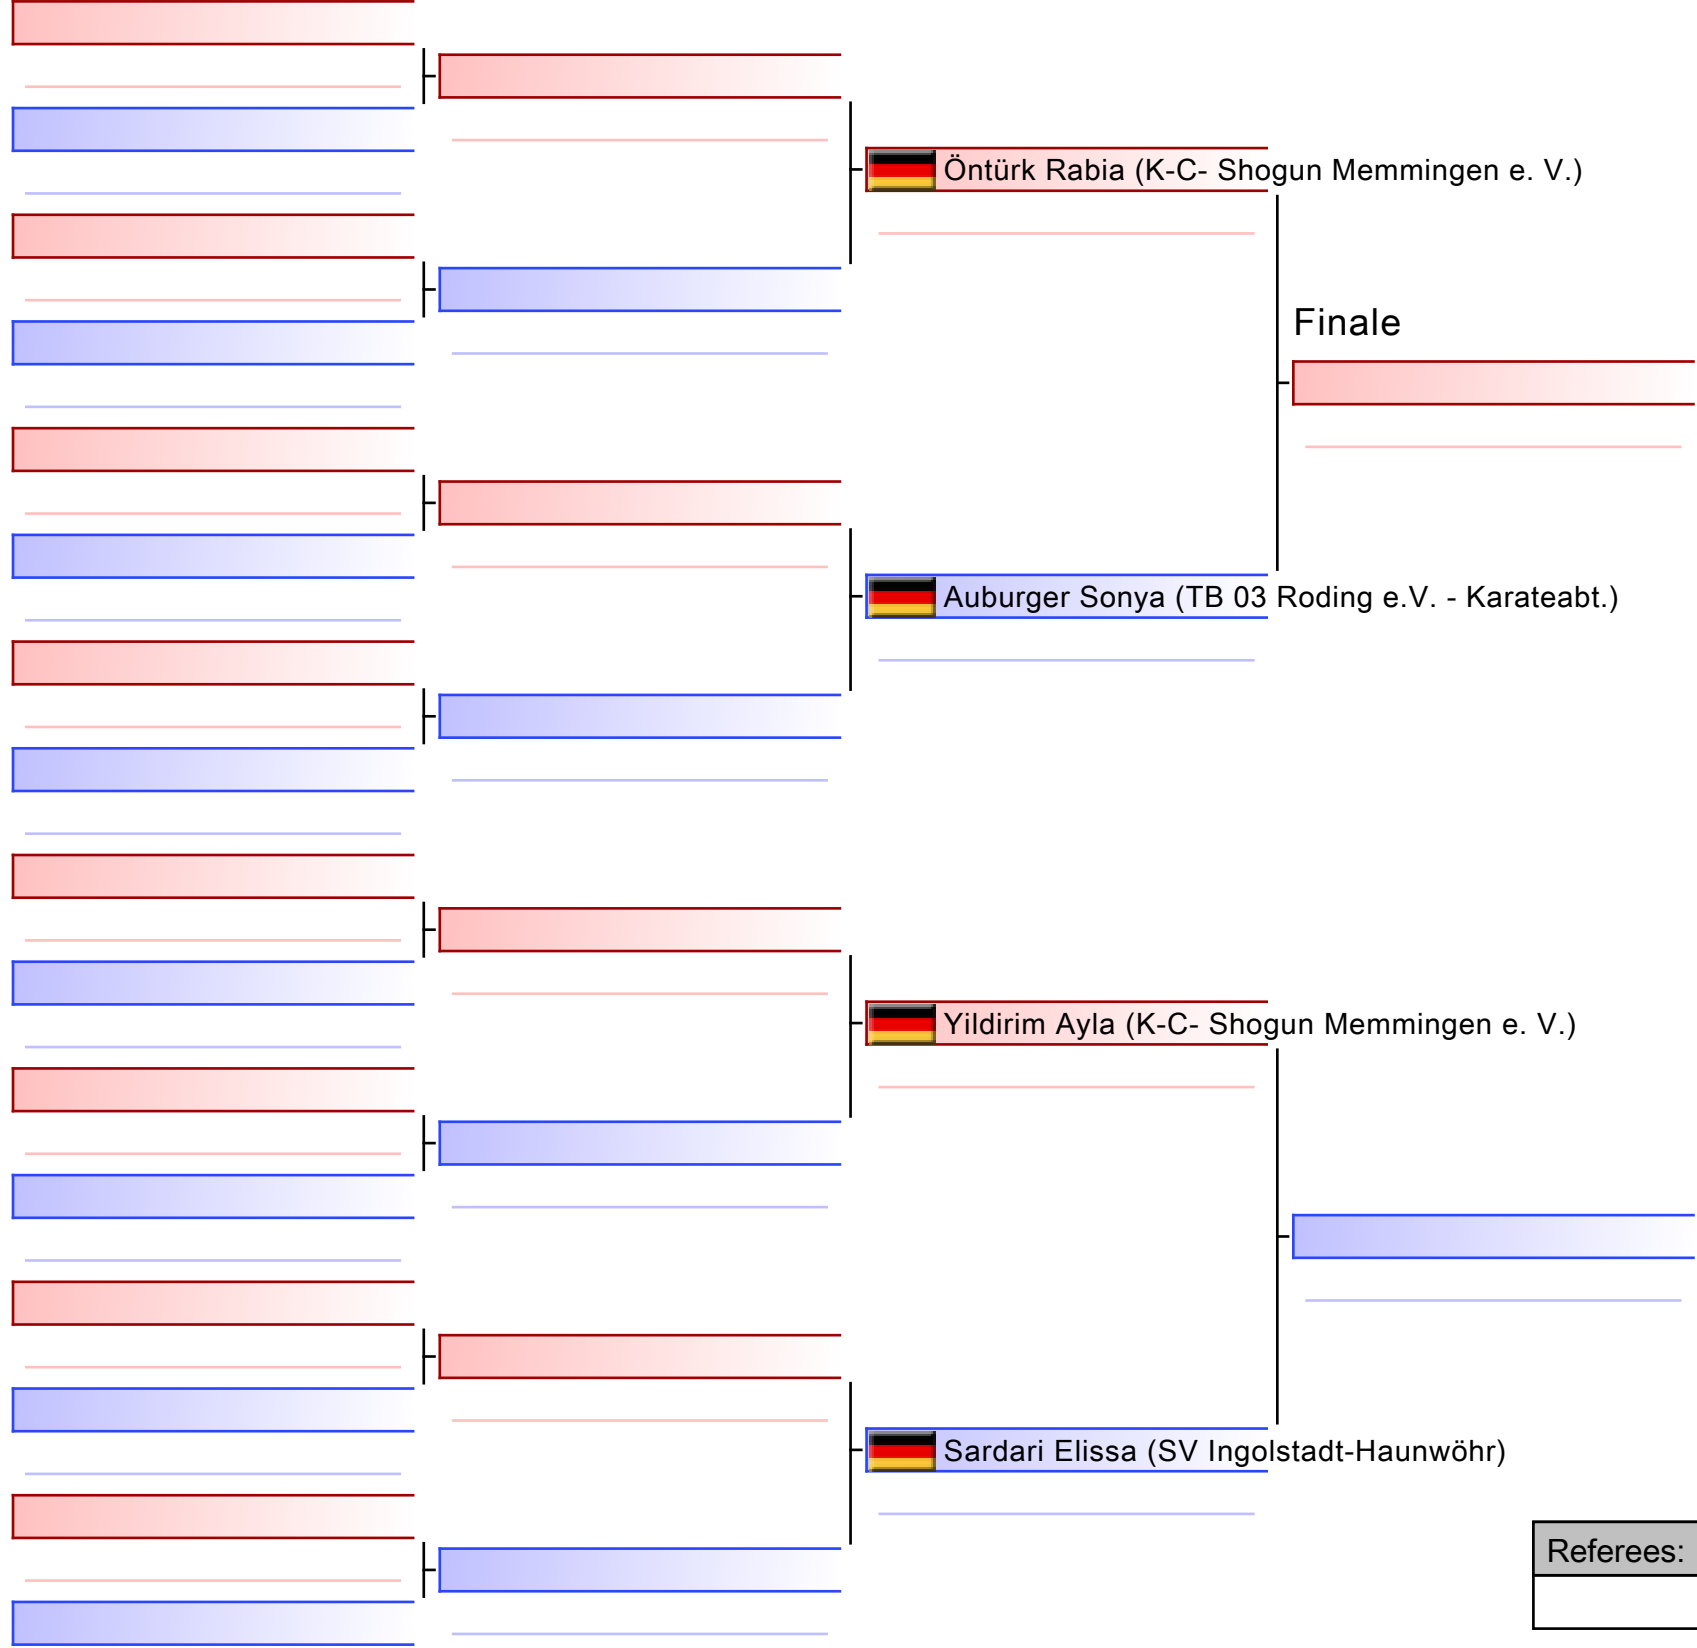 Öntürk Rabia (K-C- Shogun Memmingen e. V.)
Finale
Auburger Sonya (TB 03 Roding e.V. - Karateabt.)
Yildirim Ayla (K-C- Shogun Memmingen e. V.)
Sardari Elissa (SV Ingolstadt-Haunwöhr)
Referees: